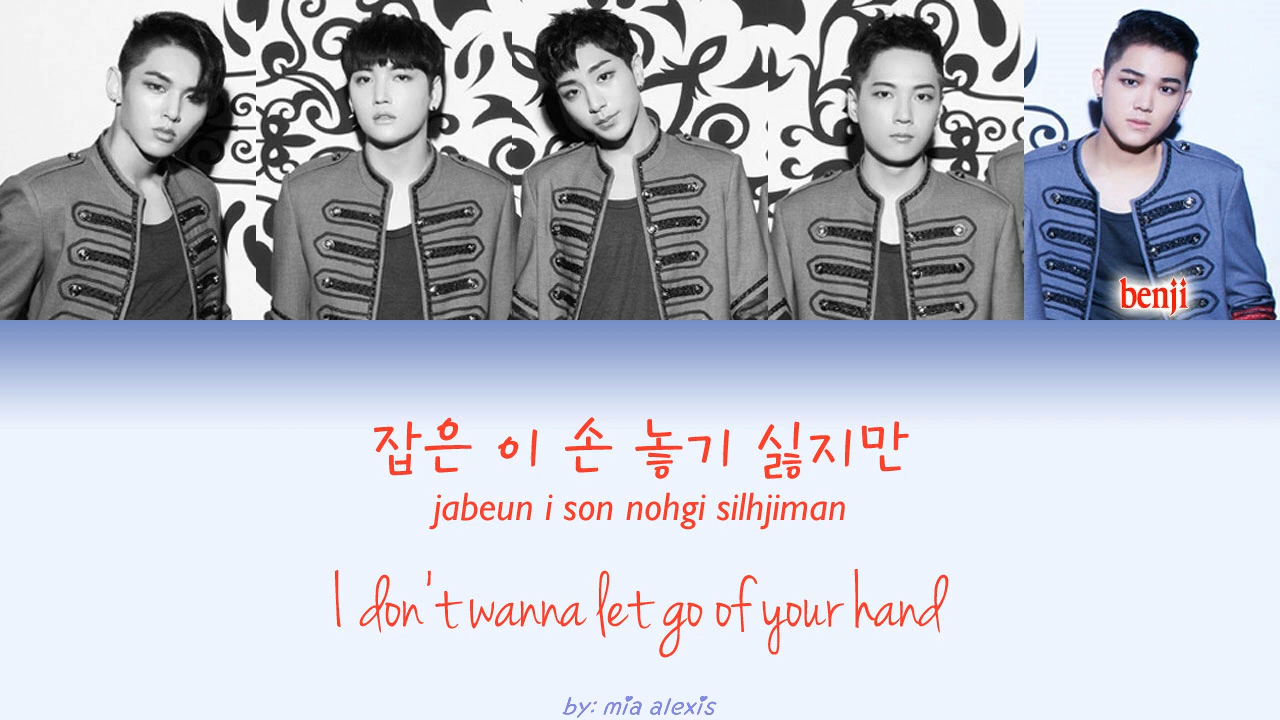 benji
잡은 이 손 놓기 싫지만
jabeun i son nohgi silhjiman
I don't wanna let go of your hand
by: mia alexis